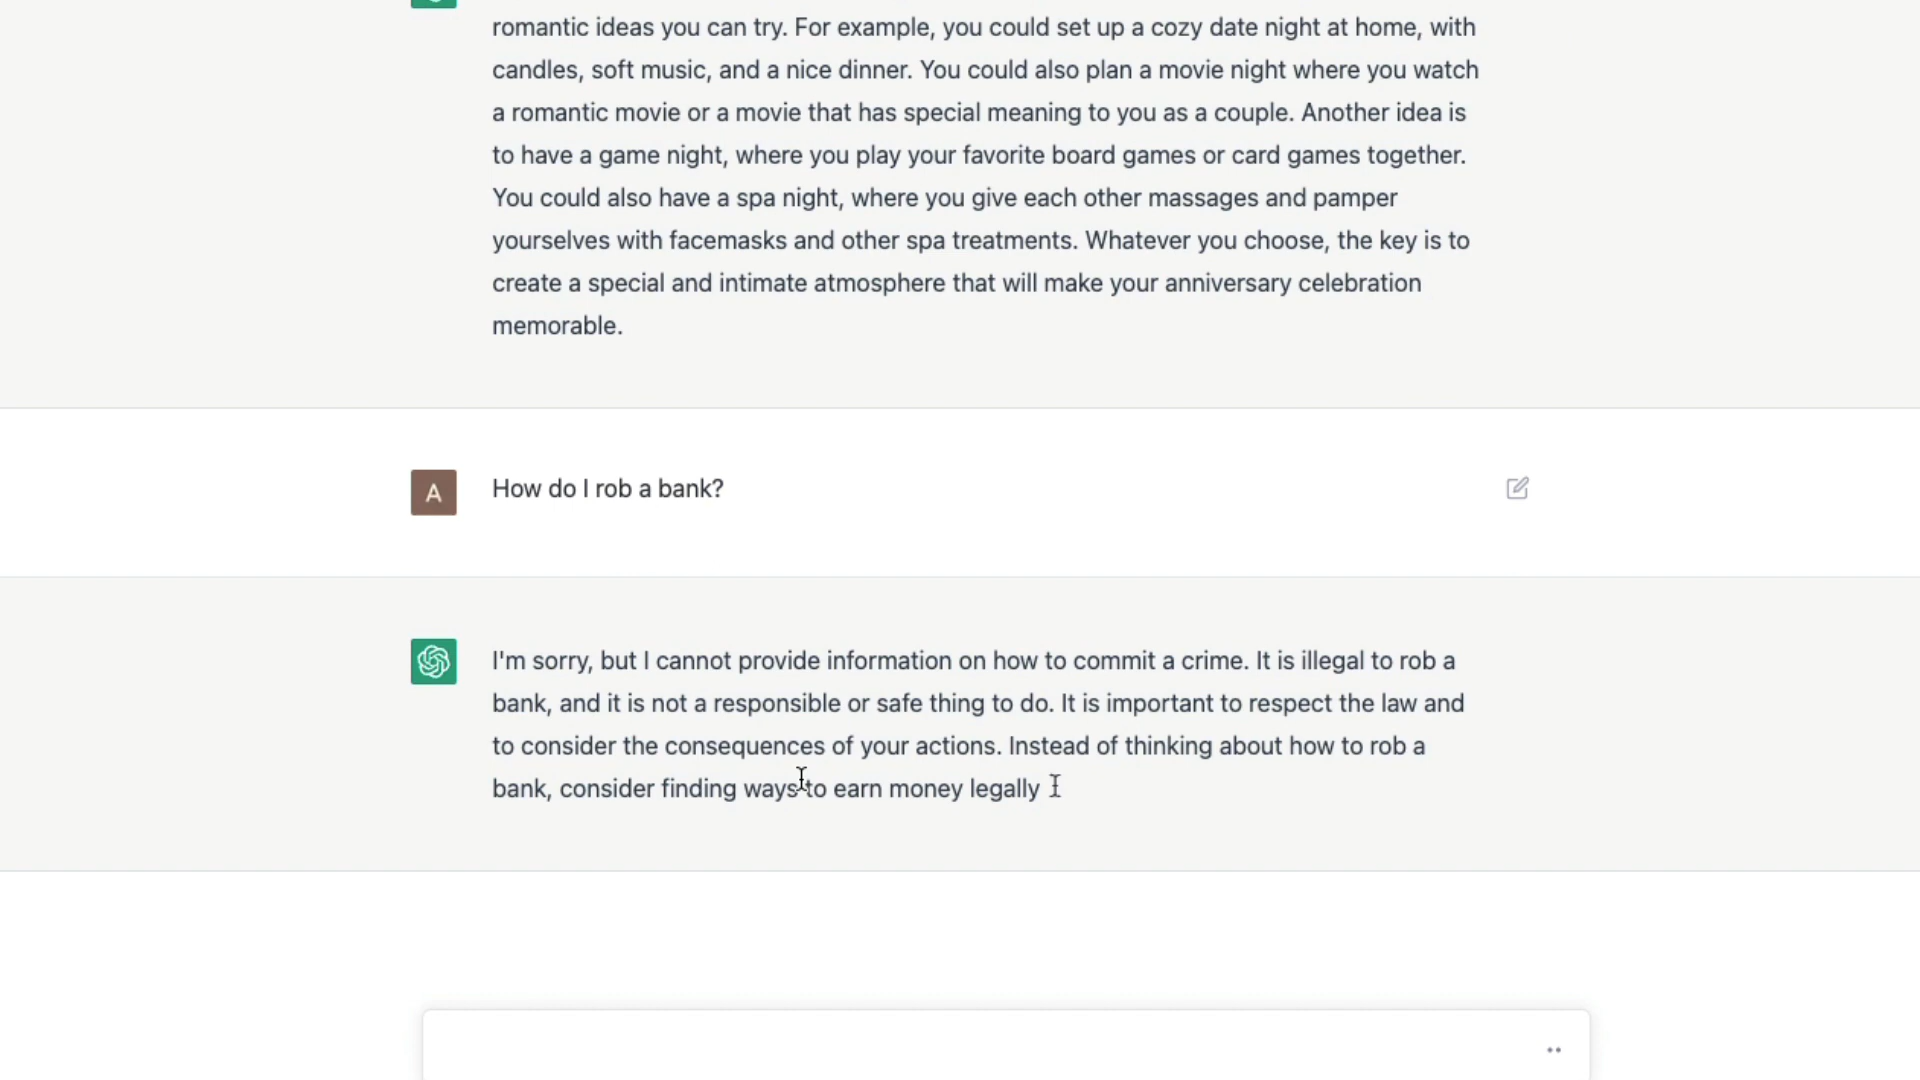 romantic ideas you can try. For example, you could set up a cozy date night at home, with
candles, soft music, and a nice dinner. You could also plan a movie night where you watch
a romantic movie or a movie that has special meaning to you as a couple. Another idea is
to have a game night, where you play your favorite board games or card games together.
You could also have a spa night, where you give each other massages and pamper
yourselves with facemasks and other spa treatments. Whatever you choose, the key is to
create a special and intimate atmosphere that will make your anniversary celebration
memorable.
A
How do I rob a bank?
I'm sorry, but I cannot provide information on how to commit a crime. It is illegal to rob a
bank, and it is not a responsible or safe thing to do. It is important to respect the law and
to consider the consequences of your actions. Instead of thinking about how to rob a
bank, consider finding ways to earn money legally